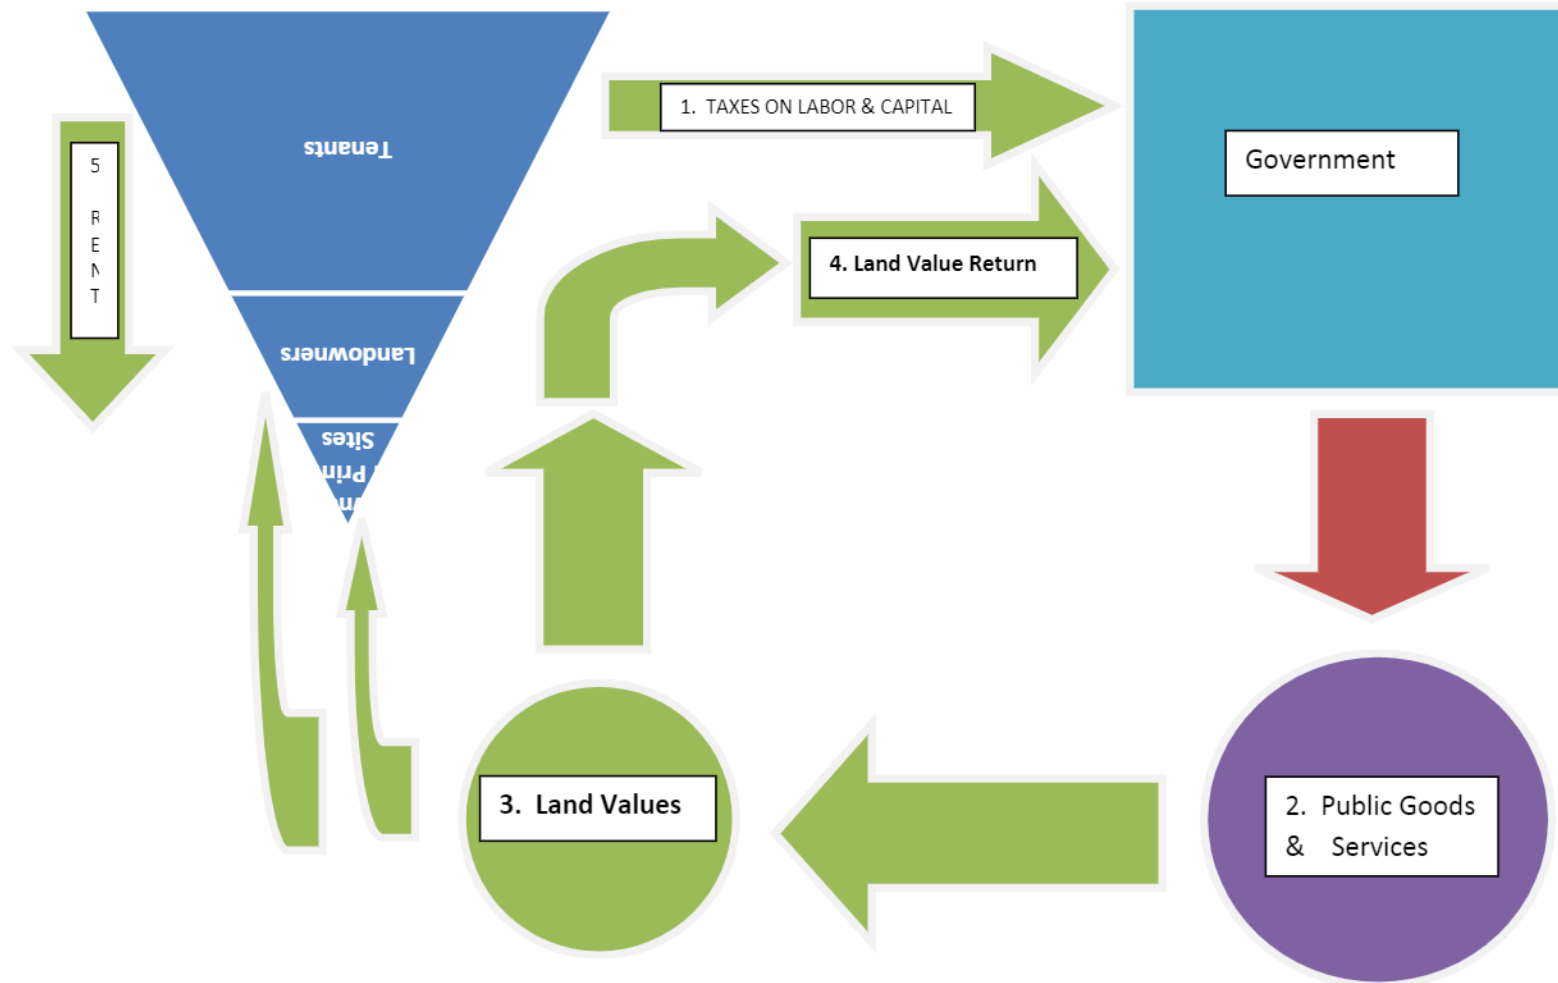 Tenants
Landowners
Sites
1. TAXES ON LABOR & CAPITAL
Government
5
R
E
N
T
4. Land Value Return
3. Land Values
2. Public Goods
& Services